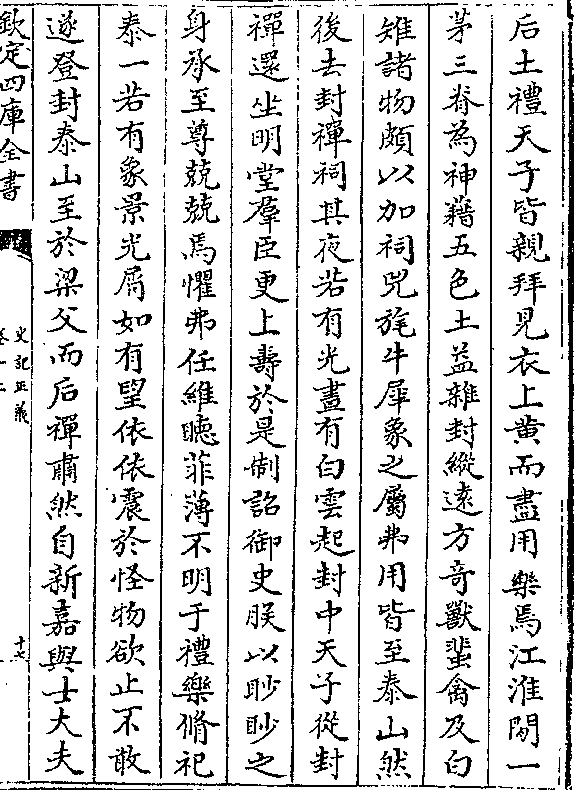 后土禮天子皆親拜見衣上黄而盡用樂焉江淮閒一
茅三脊為神藉五色土益雜封縱逺方竒獸蜚禽及白
雉諸物頗以加祠兕旄牛犀象之屬弗用皆至泰山然
後去封禪祠其夜若有光晝有白雲起封中天子從封
禪還坐明堂羣臣更上夀於是制詔御史朕以眇眇之
身承至尊兢兢焉懼弗任維聴菲薄不明于禮樂脩祀
泰一若有象景光屑如有望依依震於怪物欲止不敢
遂登封泰山至於梁父而后禪肅然自新嘉與士大夫
欽定四庫全書
史記正義
十六